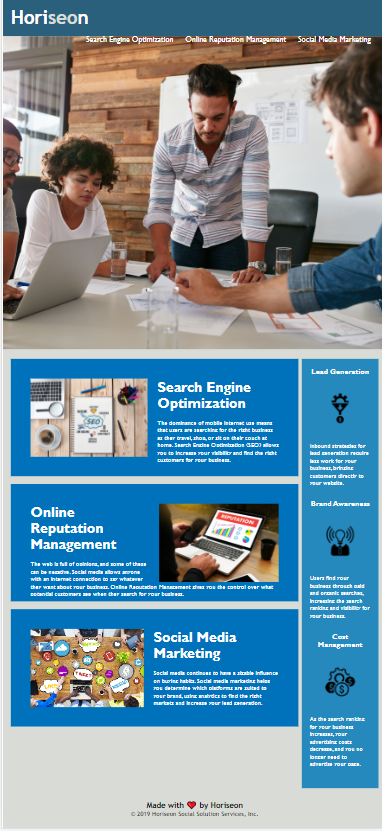 Horiseon
Search Engine Optimization Online Reputation Management Social Media Marketing
Search Engine
Optimization
The dominance of mobile internet use means
that users are searching for the right business
as they travel, shop, or sit on their couch at
home. Search Engine Optimization (SEO) allows
you to increase your visibility and find the right
customers for your business.
SEO
Online
Reputation
Management
The web is full of opinions, and some of these
can be negative. Social media allows anyone
with an internet connection to say whatever
they want about your business. Online Reputation Management gives you the control over what
potential customers see when they search for your business.
REPUTATION
Social Media
Marketing
Social media continues to have a sizable influence
on buying habits. Social media marketing helps
you determine which platforms are suited to
your brand, using analytics to find the right
markets and increase your lead generation.
Lead Generation
Inbound strategies for
lead generation require
less work for your
business, bringing
customers directly to
your website.
Brand Awareness
Users find your
business through paid
and organic searches,
increasing the search
ranking and visibility for
your business.
Cost
Management
As the search ranking
for your business
increases, your
advertising costs
decrease, and you no
longer need to
advertise your page.
Made with ❤️ by Horiseon
© 2019 Horiseon Social Solution Services, Inc.